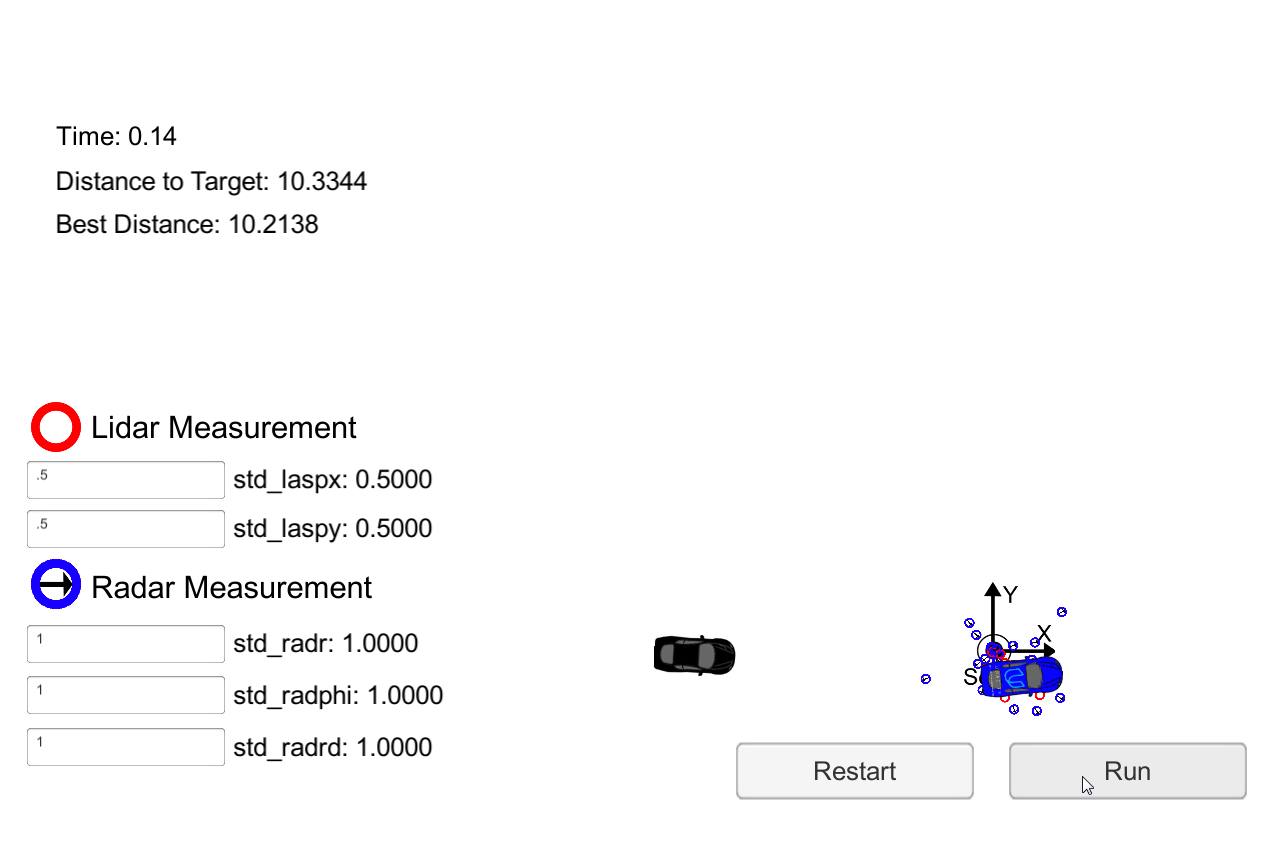 Time: 0.14
Distance to Target: 10.3344
Best Distance: 10.2138
Lidar Measurement
.5
std_laspx: 0.5000
.5
std_laspy: 0.5000
Radar Measurement
1
std_radr: 1.0000
1
std_radphi: 1.0000
1
std_radrd: 1.0000
Y
X
Restart
Run